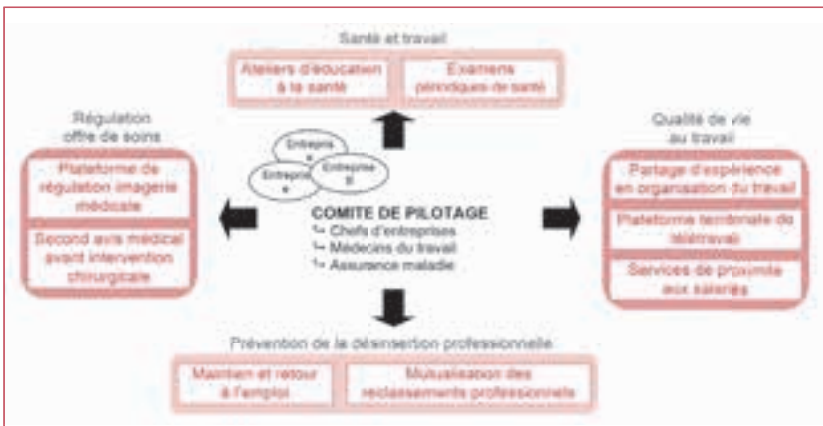 Santé et travail
Ateliers d'éducation
à la santé
Examens
périodiques de santé
Régulation
offre de soins
Plateforme de
régulation imagerie
médicale
Second avis médical
avant intervention
chirurgicale
Entrepris
e
Entrepris
e
Entreprise
COMITE DE PILOTAGE
↳ Chefs d'entreprises
↳ Médecins du travail
↳ Assurance maladie
Qualité de vie
au travail
Partage d'expérience
en organisation du travail
Plateforme territoriale de
télétravail
Services de proximité
aux salariés
Prévention de la désinsertion professionnelle
Maintien et retour
à l'emploi
Mutualisation des
reclassements professionnels